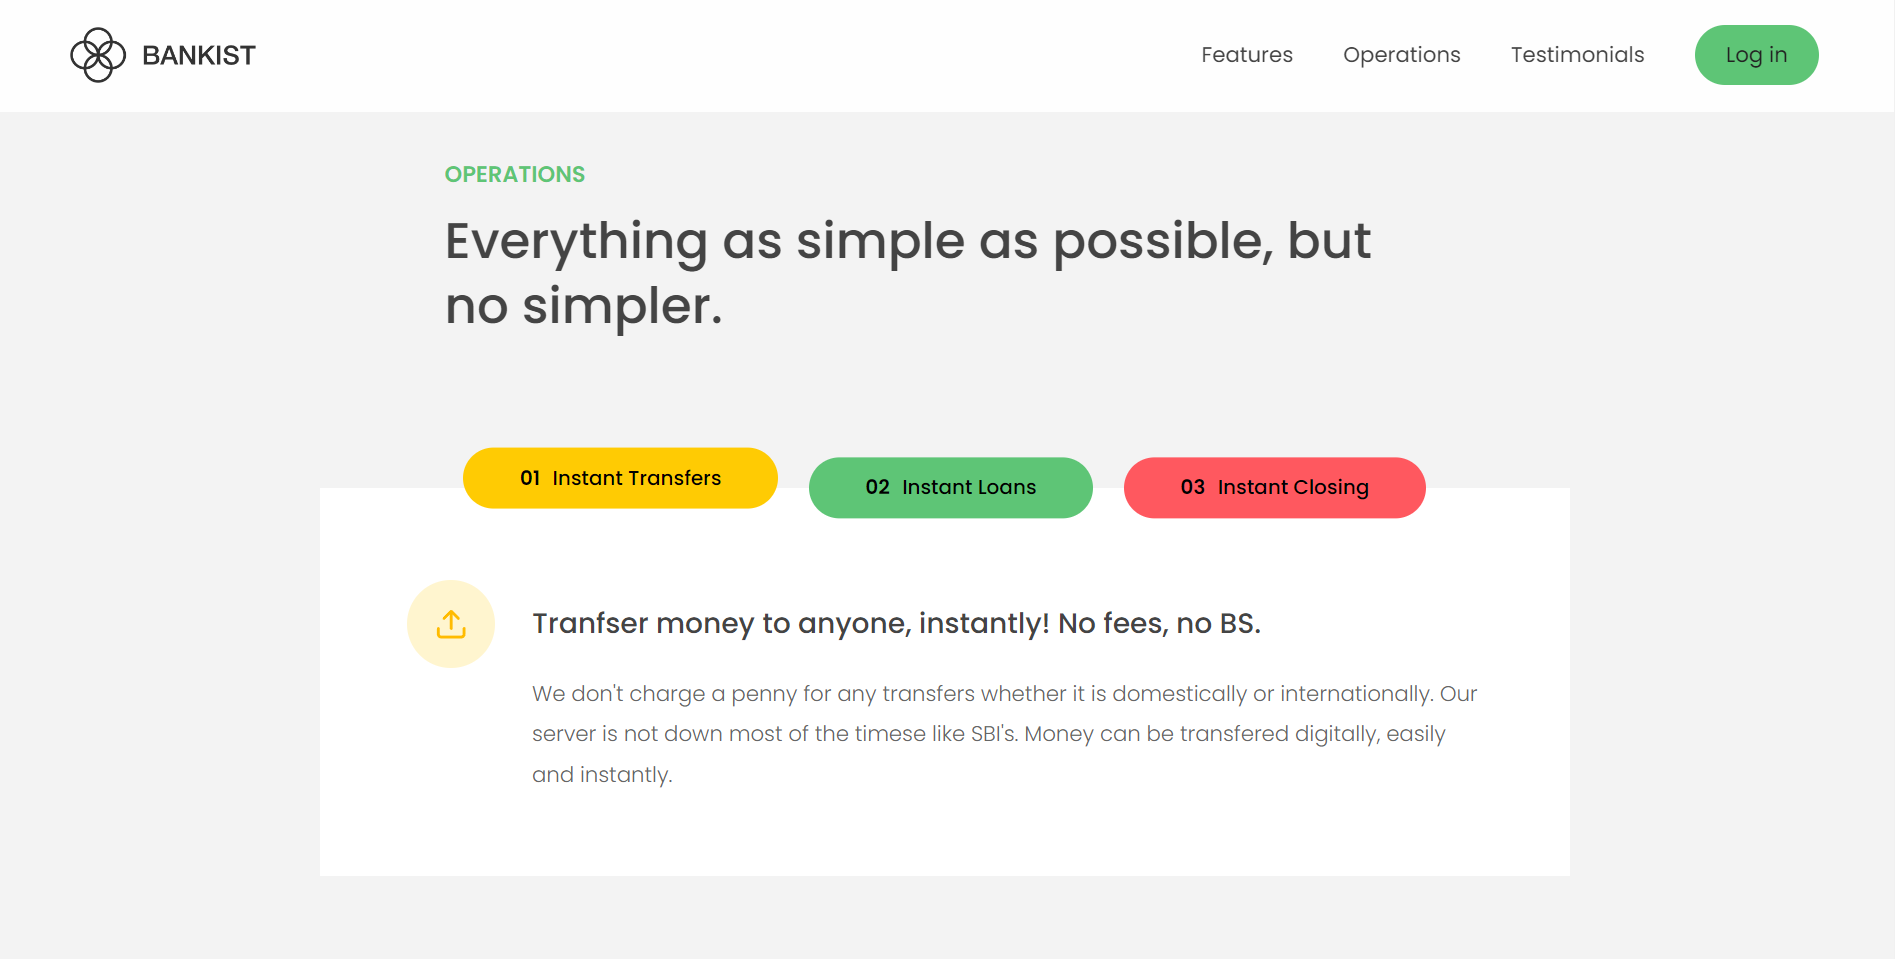 BANKIST
Features
Operations
Testimonials
Log in
OPERATIONS
Everything as simple as possible, but
no simpler.
01 Instant Transfers
02 Instant Loans
03 Instant Closing
Tranfser money to anyone, instantly! No fees, no BS.
We don't charge a penny for any transfers whether it is domestically or internationally. Our
server is not down most of the timese like SBI's. Money can be transfered digitally, easily
and instantly.